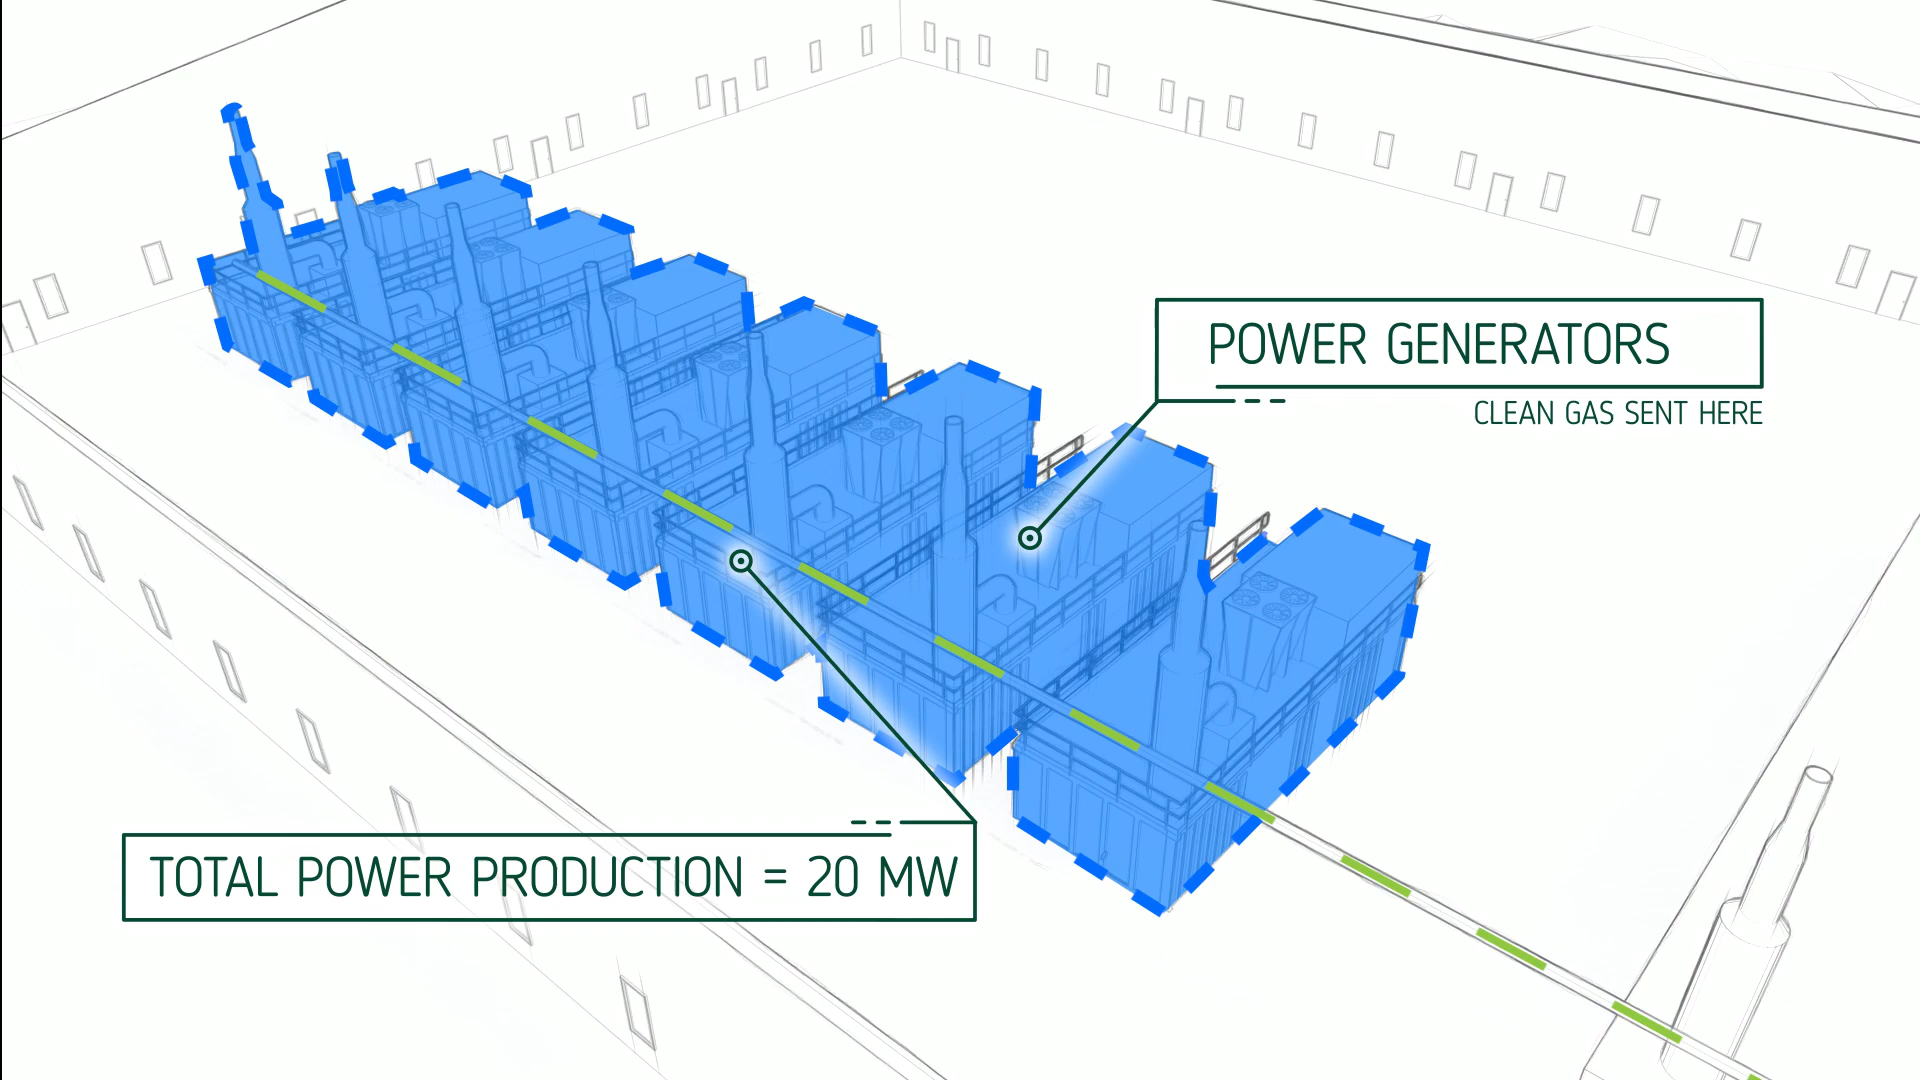 POWER GENERATORS
CLEAN GAS SENT HERE
TOTAL POWER PRODUCTION = 20 MW